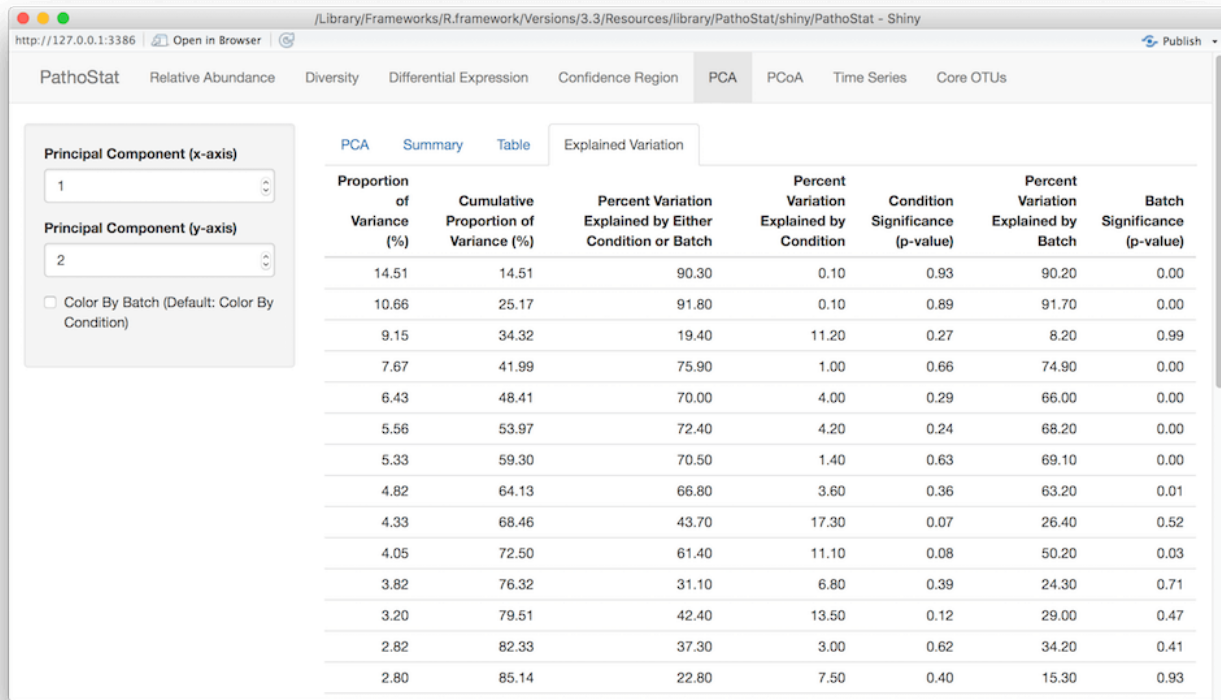 /Library/Frameworks/R.framework/Versions/3.3/Resources/library/PathoStat/shiny/PathoStat - Shiny
http://127.0.0.1:3386 Open in Browser Publish
PathoStat Relative Abundance Diversity Differential Expression Confidence Region PCA PCoA Time Series Core OTUs
Principal Component (x-axis)
1
Principal Component (y-axis)
2
Color By Batch (Default: Color By
Condition)
PCA Summary Table Explained Variation
Proportion Percent Percent
of Cumulative Percent Variation Variation Condition Variation Batch
Variance Proportion of Explained by Either Explained by Significance Explained by Significance
(%) Variance (%) Condition or Batch Condition (p-value) Batch (p-value)
14.51 14.51 90.30 0.10 0.93 90.20 0.00
10.66 25.17 91.80 0.10 0.89 91.70 0.00
9.15 34.32 19.40 11.20 0.27 8.20 0.99
7.67 41.99 75.90 1.00 0.66 74.90 0.00
6.43 48.41 70.00 4.00 0.29 66.00 0.00
5.56 53.97 72.40 4.20 0.24 68.20 0.00
5.33 59.30 70.50 1.40 0.63 69.10 0.00
4.82 64.13 66.80 3.60 0.36 63.20 0.01
4.33 68.46 43.70 17.30 0.07 26.40 0.52
4.05 72.50 61.40 11.10 0.08 50.20 0.03
3.82 76.32 31.10 6.80 0.39 24.30 0.71
3.20 79.51 42.40 13.50 0.12 29.00 0.47
2.82 82.33 37.30 3.00 0.62 34.20 0.41
2.80 85.14 22.80 7.50 0.40 15.30 0.93